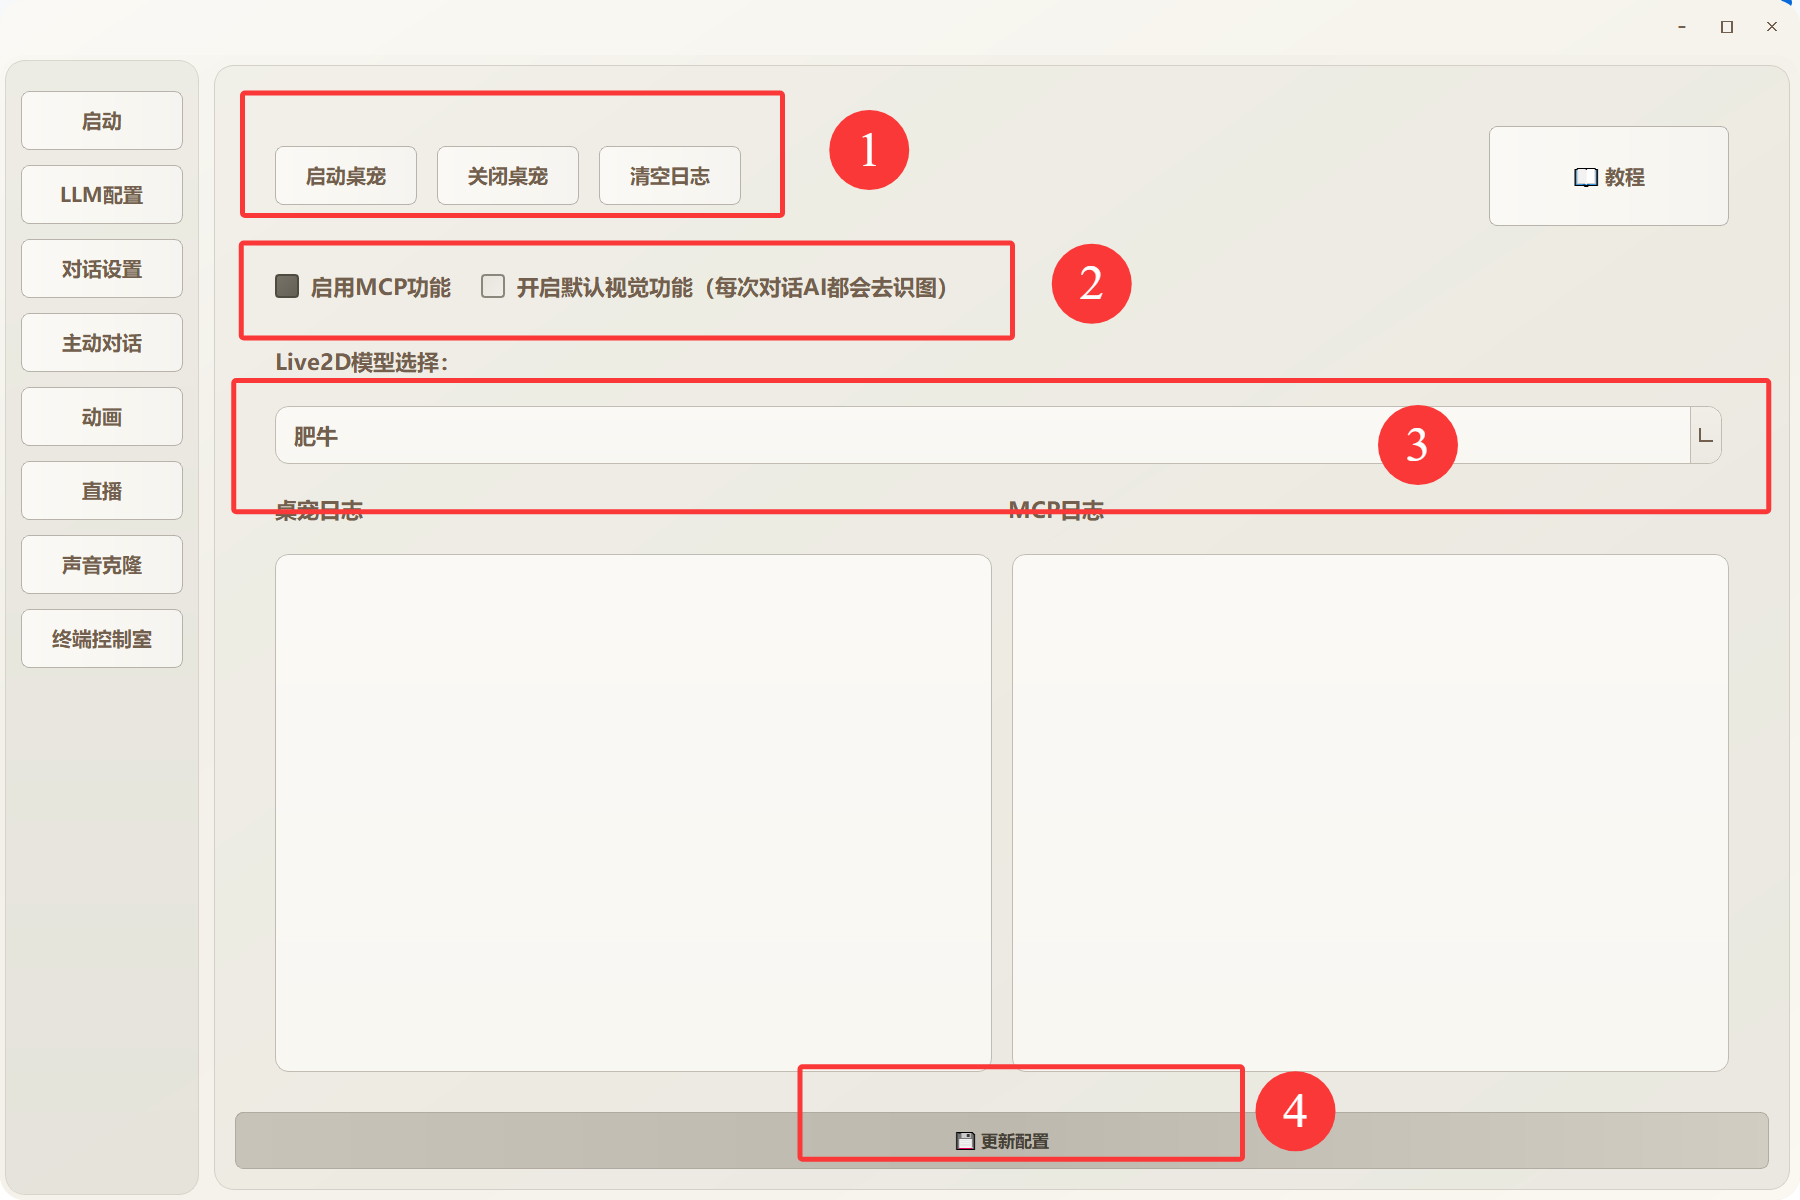 启动
LLM配置
对话设置
主动对话
动画
直播
声音克隆
终端控制室
启动桌宠
关闭桌宠
清空日志
1
教程
启用MCP功能
开启默认视觉功能（每次对话AI都会去识图）
2
Live2D模型选择：
肥牛
3
桌宠日志
MCP日志
更新配置
4